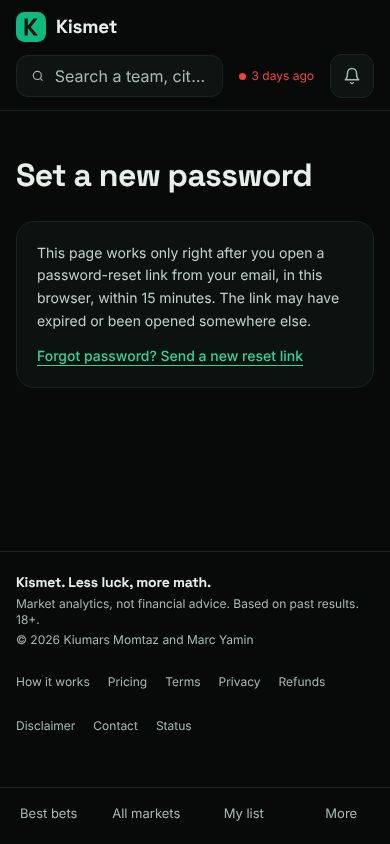 K Kismet
Search a team, cit...
3 days ago
Set a new password
This page works only right after you open a
password-reset link from your email, in this
browser, within 15 minutes. The link may have
expired or been opened somewhere else.
Forgot password? Send a new reset link
Kismet. Less luck, more math.
Market analytics, not financial advice. Based on past results.
18+.
© 2026 Kiumars Momtaz and Marc Yamin
How it works Pricing Terms Privacy Refunds
Disclaimer Contact Status
Best bets All markets My list More